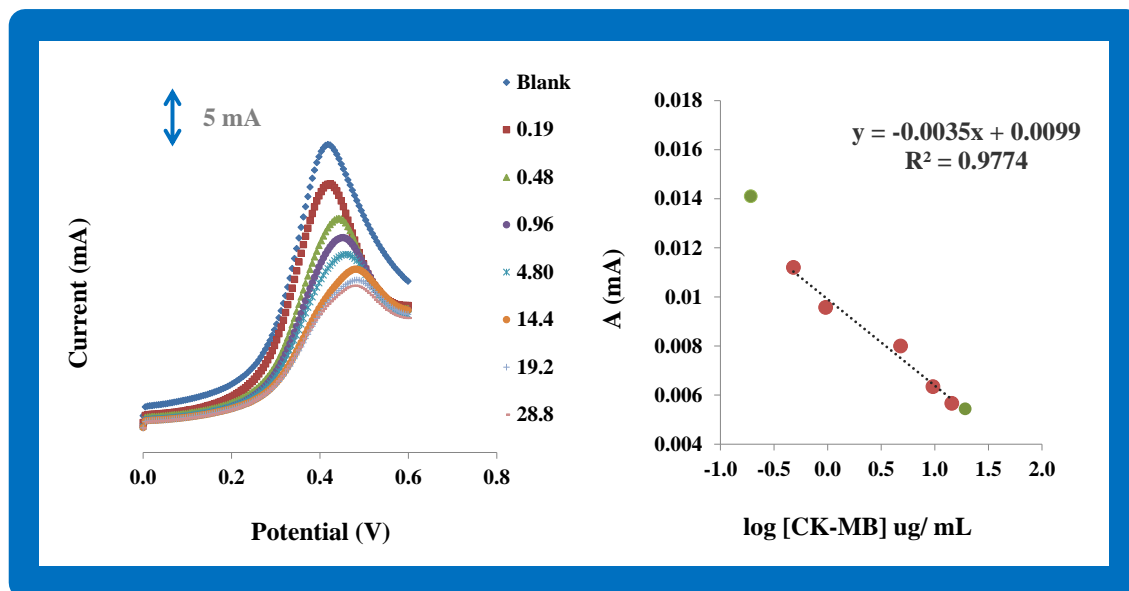 5 mA
Current (mA)
Blank
0.19
0.48
0.96
4.80
14.4
19.2
28.8
0.0 0.2 0.4 0.6 0.8
Potential (V)
A (mA)
0.018
0.016
0.014
0.012
0.01
0.008
0.006
0.004
y = -0.0035x + 0.0099
R² = 0.9774
-1.0 -0.5 0.0 0.5 1.0 1.5 2.0
log [CK-MB] ug/ mL